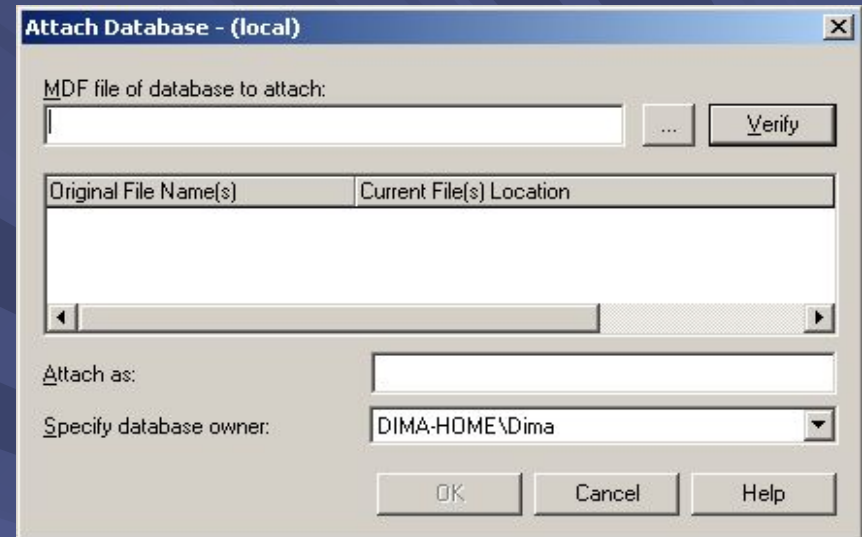 Attach Database - (local)
MDF file of database to attach:
... Verify
Original File Name(s) Current File(s) Location
Attach as:
Specify database owner: DIMA-HOME\Dima
OK Cancel Help